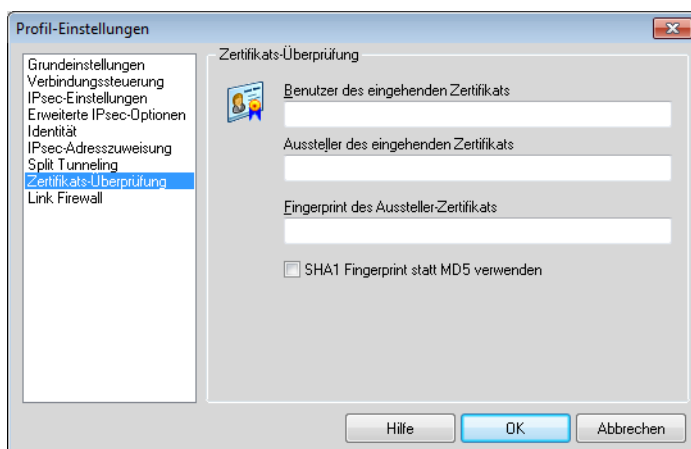 Profil-Einstellungen
Grundeinstellungen
Verbindungssteuerung
IPsec-Einstellungen
Erweiterte IPsec-Optionen
Identität
IPsec-Adresszuweisung
Split Tunneling
Zertifikats-Überprüfung
Link Firewall
Zertifikats-Überprüfung
Benutzer des eingehenden Zertifikats
Aussteller des eingehenden Zertifikats
Fingerprint des Aussteller-Zertifikats
SHA1 Fingerprint statt MD5 verwenden
Hilfe
OK
Abbrechen